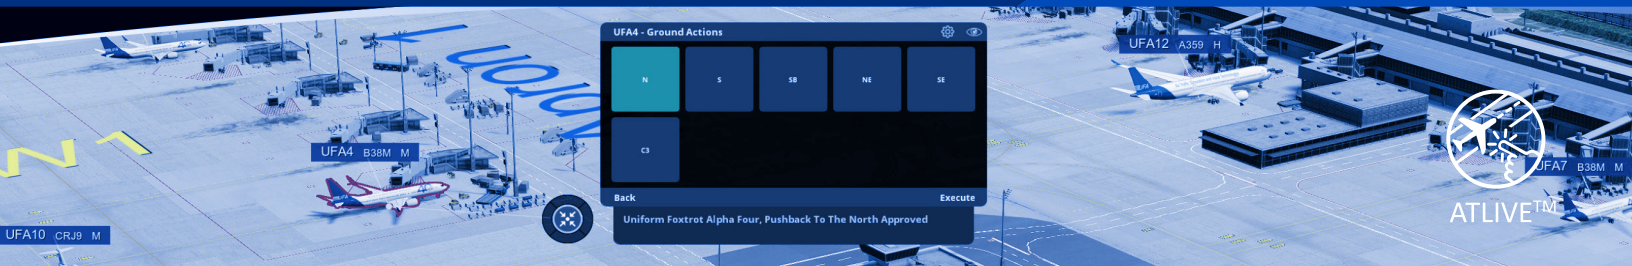 UFA4 - Ground Actions
N
S
SB
NE
SE
C3
Back
Execute
Uniform Foxtrot Alpha Four, Pushback To The North Approved
UFA12 A359 H
UFA4 B38M M
UFA10 CRJ9 M
UFA7 B38M M
ATLIVE™